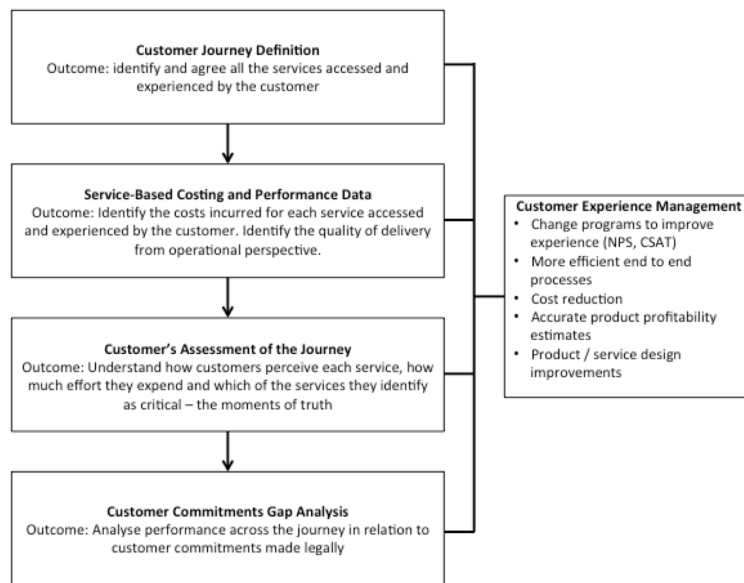 Customer Journey Definition
Outcome: identify and agree all the services accessed and
experienced by the customer
Service-Based Costing and Performance Data
Outcome: Identify the costs incurred for each service accessed
and experienced by the customer. Identify the quality of delivery
from operational perspective.
Customer's Assessment of the Journey
Outcome: Understand how customers perceive each service, how
much effort they expend and which of the services they identify
as critical – the moments of truth
Customer Commitments Gap Analysis
Outcome: Analyse performance across the journey in relation to
customer commitments made legally
Customer Experience Management
• Change programs to improve
experience (NPS, CSAT)
• More efficient end to end
processes
• Cost reduction
• Accurate product profitability
estimates
• Product / service design
improvements